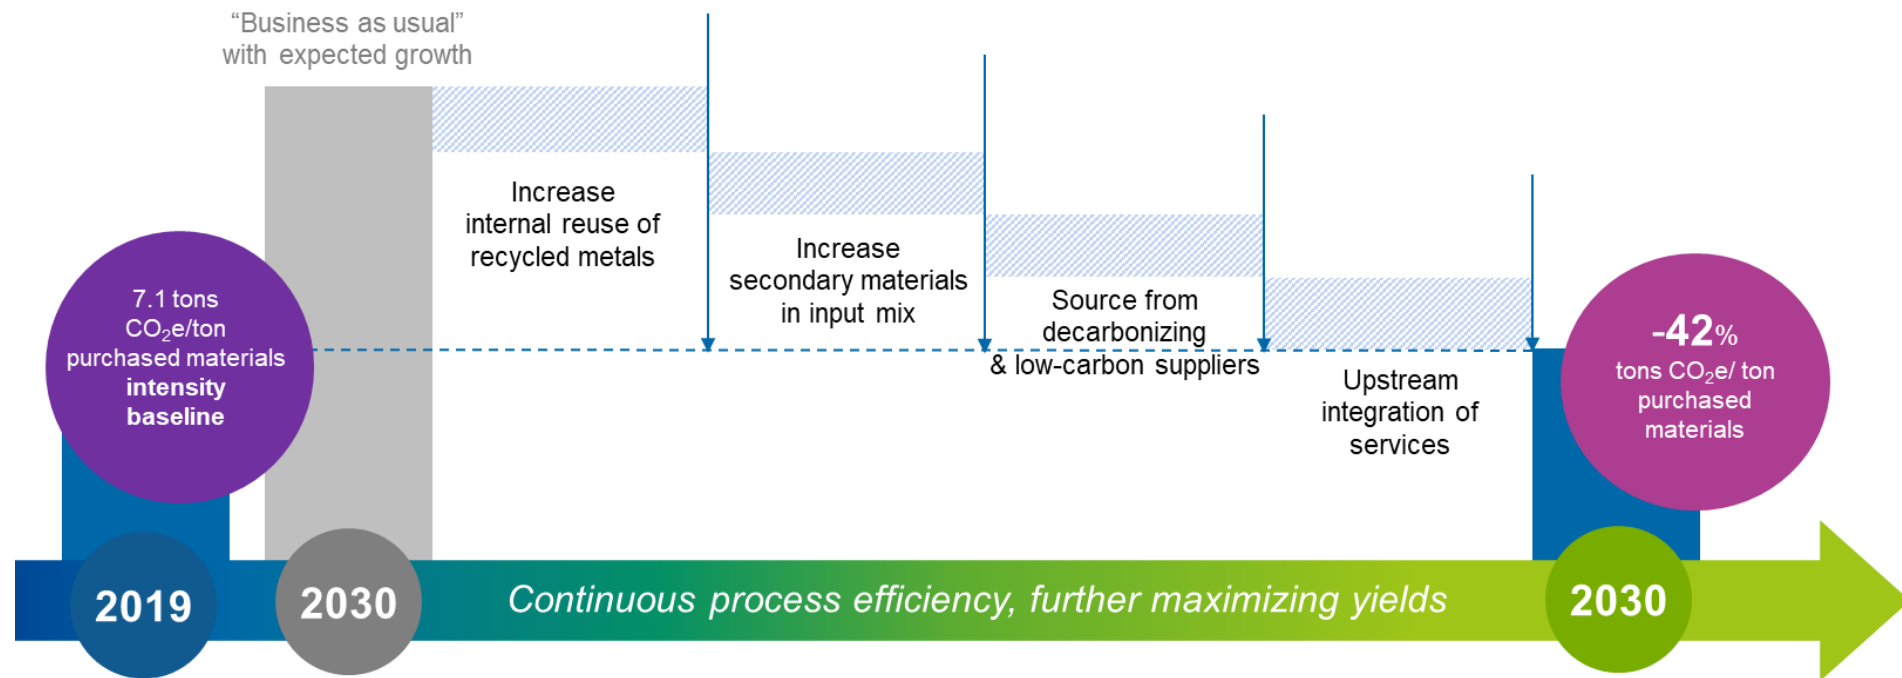 “Business as usual”
with expected growth
Increase
internal reuse of
recycled metals
Increase
secondary materials
in input mix
Source from
decarbonizing
& low-carbon suppliers
Upstream
integration of
services
7.1 tons
CO₂e/ton
purchased materials
intensity
baseline
-42%
tons CO₂e/ ton
purchased
materials
2019
2030
Continuous process efficiency, further maximizing yields
2030